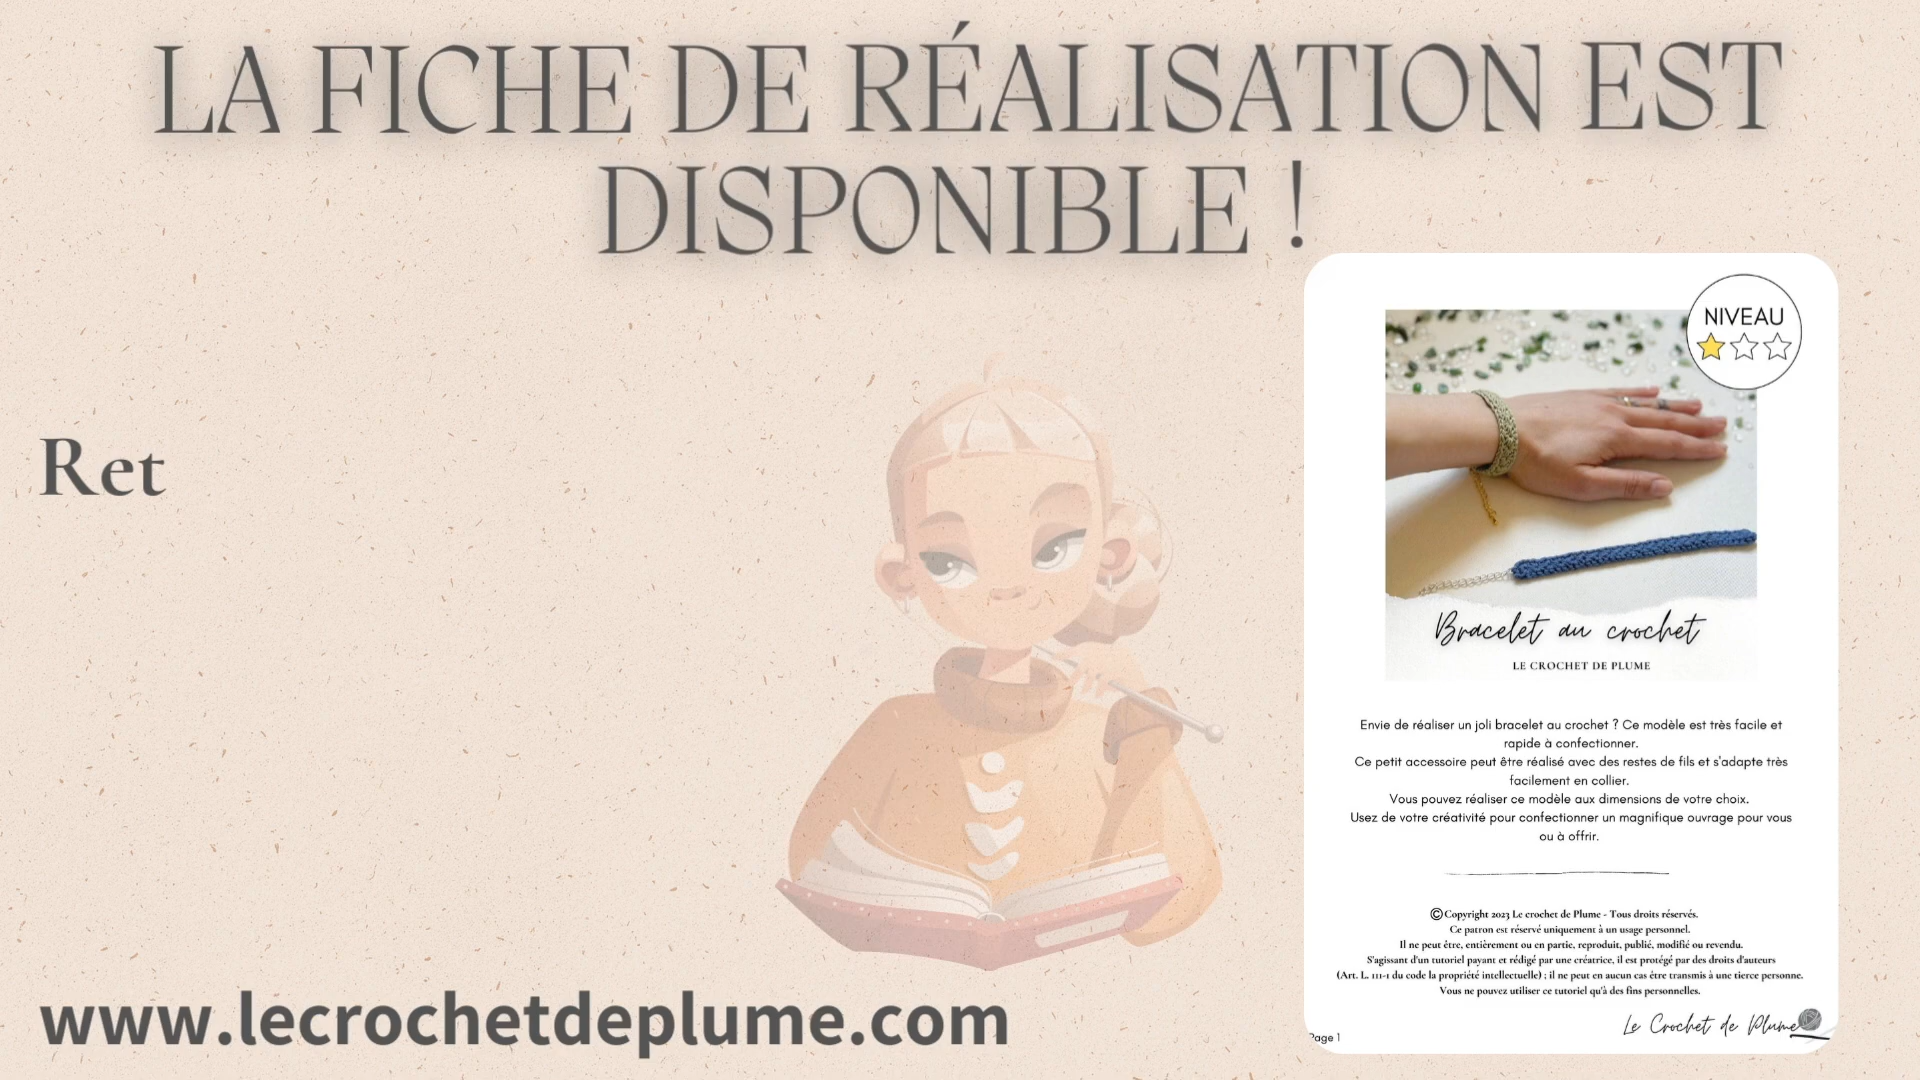 LA FICHE DE RÉALISATION EST
DISPONIBLE !
Ret
www.lecrochetdeplume.com
NIVEAU
Bracelet au crochet
LE CROCHET DE PLUME
Envie de réaliser un joli bracelet au crochet ? Ce modèle est très facile et
rapide à confectionner.
Ce petit accessoire peut être réalisé avec des restes de fils et s'adapte très
facilement en collier.
Vous pouvez réaliser ce modèle aux dimensions de votre choix.
Usez de votre créativité pour confectionner un magnifique ouvrage pour vous
ou à offrir.
©Copyright 2023 Le crochet de Plume - Tous droits réservés.
Ce patron est réservé uniquement à un usage personnel.
Il ne peut être, entièrement ou en partie, reproduit, publié, modifié ou revendu.
S'agissant d'un tutoriel payant et rédigé par une créatrice, il est protégé par des droits d'auteurs
(Art. L. 111-1 du code la propriété intellectuelle) ; il ne peut en aucun cas être transmis à une tierce personne.
Vous ne pouvez utiliser ce tutoriel qu'à des fins personnelles.
Le Crochet de Plume
Page 1